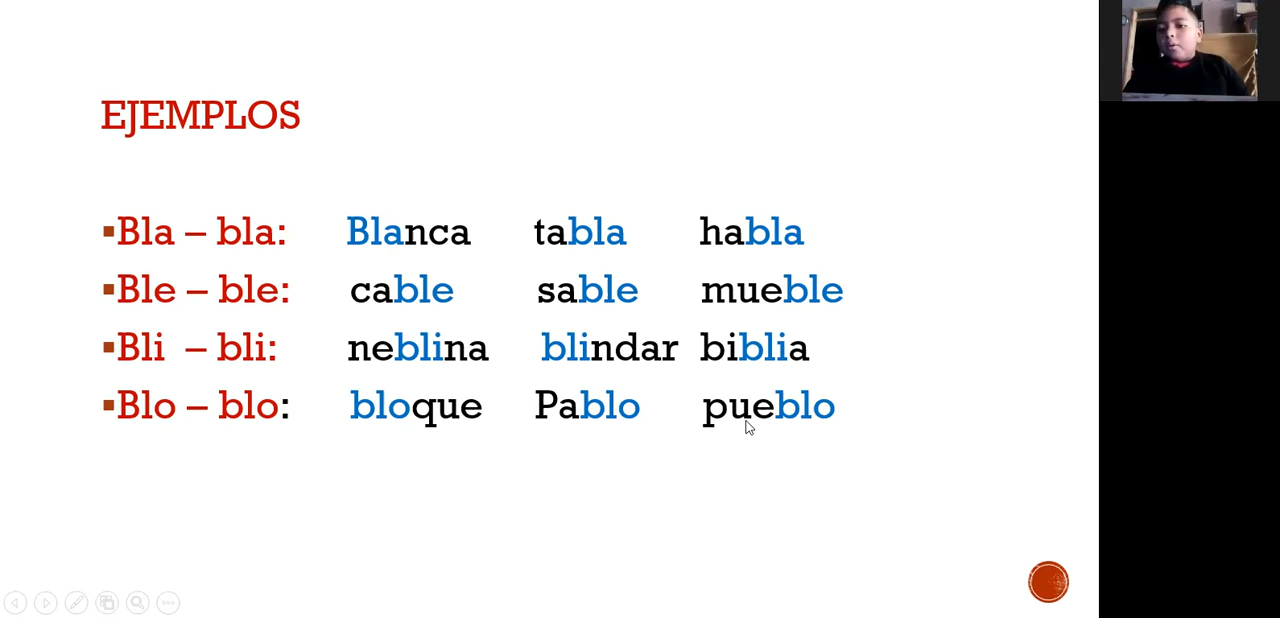 EJEMPLOS
▪Bla – bla: Blanca tabla habla
▪Ble – ble: cable sable mueble
▪Bli – bli: neblina blindar biblia
▪Blo – blo: bloque Pablo pueblo